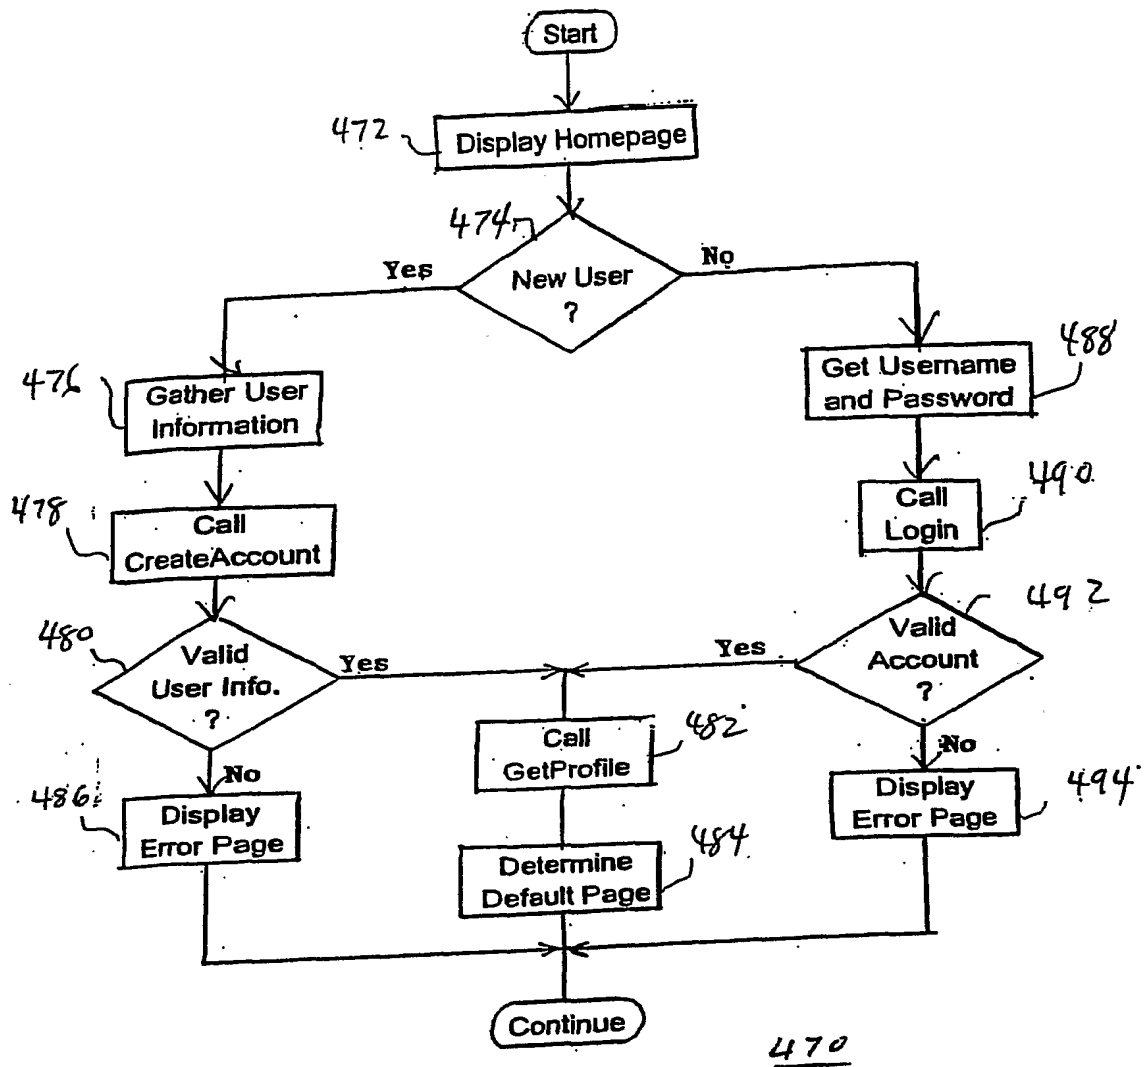 Start
472
Display Homepage
474
Yes
No
New User
?
476
Gather User
Information
488
Get Username
and Password
478
Call
CreateAccount
490
Call
Login
480
Valid
User Info.
?
Yes
Yes
492
Valid
Account
?
482
Call
GetProfile
No
No
486
Display
Error Page
494
Display
Error Page
484
Determine
Default Page
Continue
470